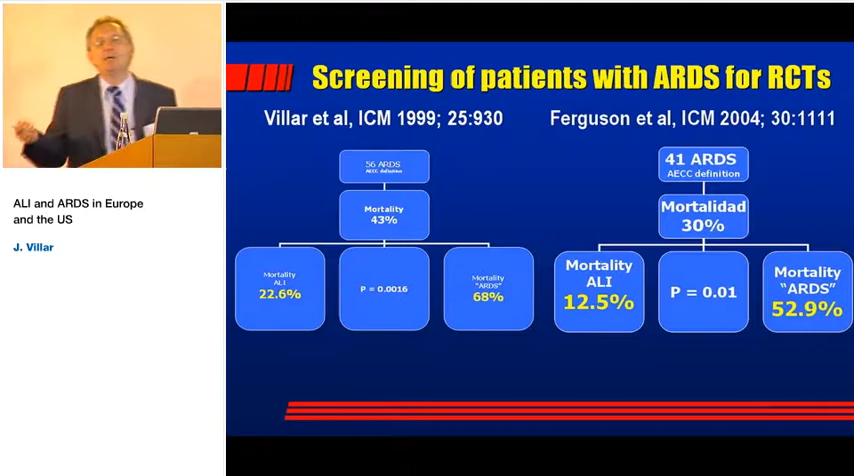 ALI and ARDS in Europe
and the US
J. Villar
Screening of patients with ARDS for RCTs
Villar et al, ICM 1999; 25:930
56 ARDS
AECC definition
Mortality
43%
Mortality
ALI
22.6%
P = 0.0016
Mortality
"ARDS"
68%
Ferguson et al, ICM 2004; 30:1111
41 ARDS
AECC definition
Mortalidad
30%
Mortality
ALI
12.5%
P = 0.01
Mortality
“ARDS”
52.9%